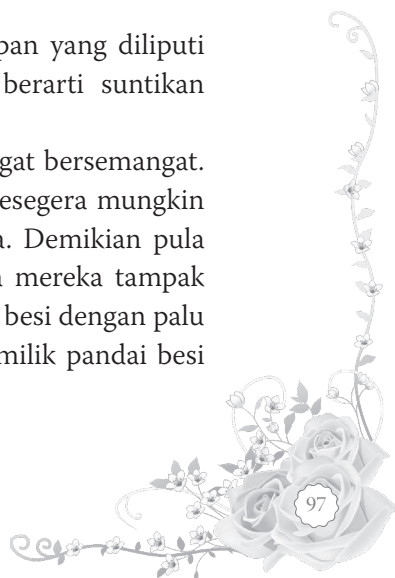 pan yang diliputi
berarti suntikan
gat bersemangat.
esegera mungkin
a. Demikian pula
mereka tampak
besi dengan palu
milik pandai besi
97